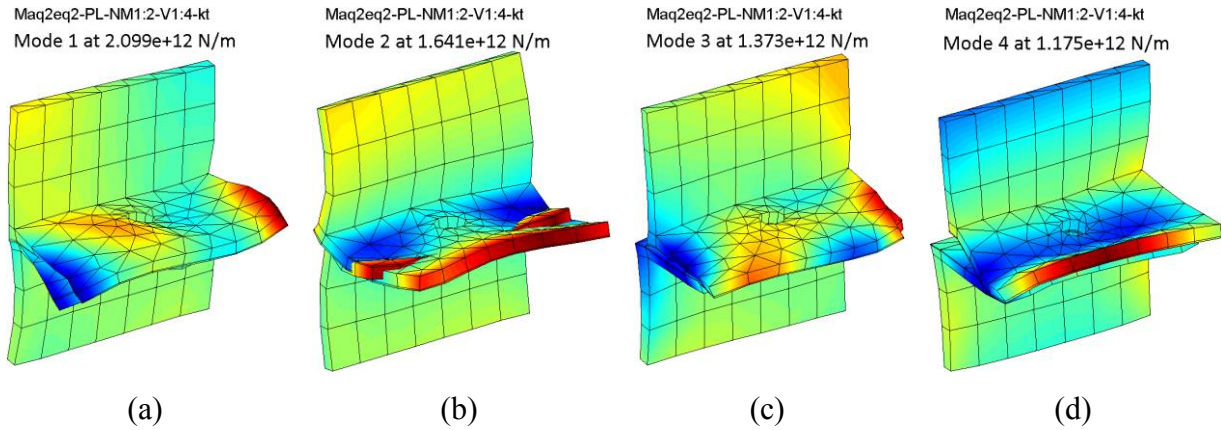 Maq2eq2-PL-NM1:2-V1:4-kt
Mode 1 at 2.099e+12 N/m
Maq2eq2-PL-NM1:2-V1:4-kt
Mode 2 at 1.641e+12 N/m
Maq2eq2-PL-NM1:2-V1:4-kt
Mode 3 at 1.373e+12 N/m
Maq2eq2-PL-NM1:2-V1:4-kt
Mode 4 at 1.175e+12 N/m
(a)
(b)
(c)
(d)